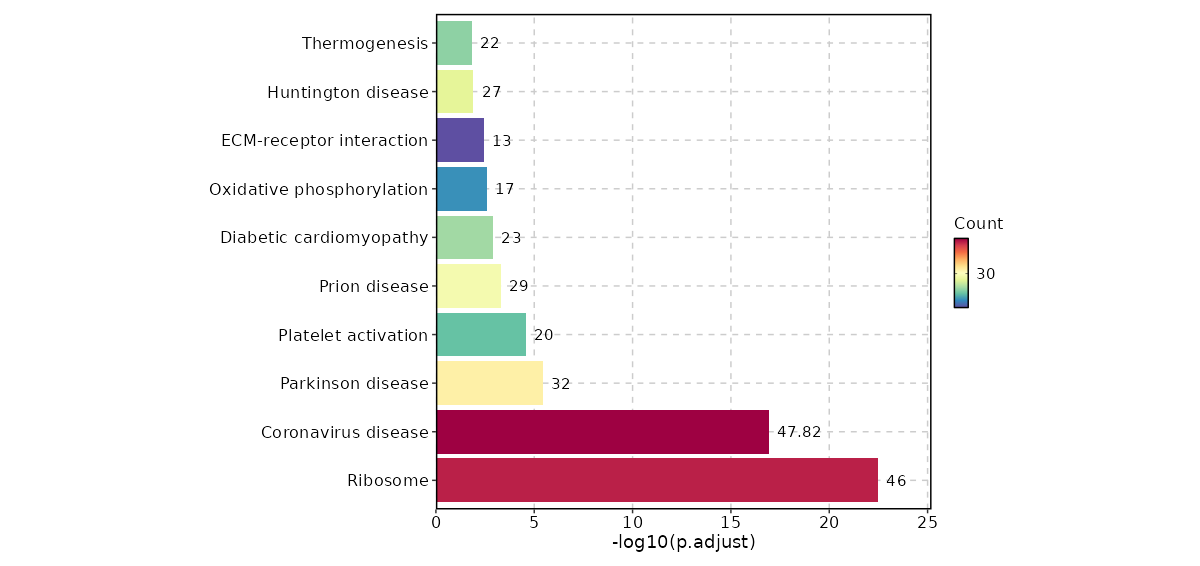 Thermogenesis 22
Huntington disease 27
ECM-receptor interaction 13
Oxidative phosphorylation 17
Diabetic cardiomyopathy 23
Prion disease 29
Platelet activation 20
Parkinson disease 32
Coronavirus disease 47.82
Ribosome 46
0 5 10 15 20 25
-log10(p.adjust)
Count
30